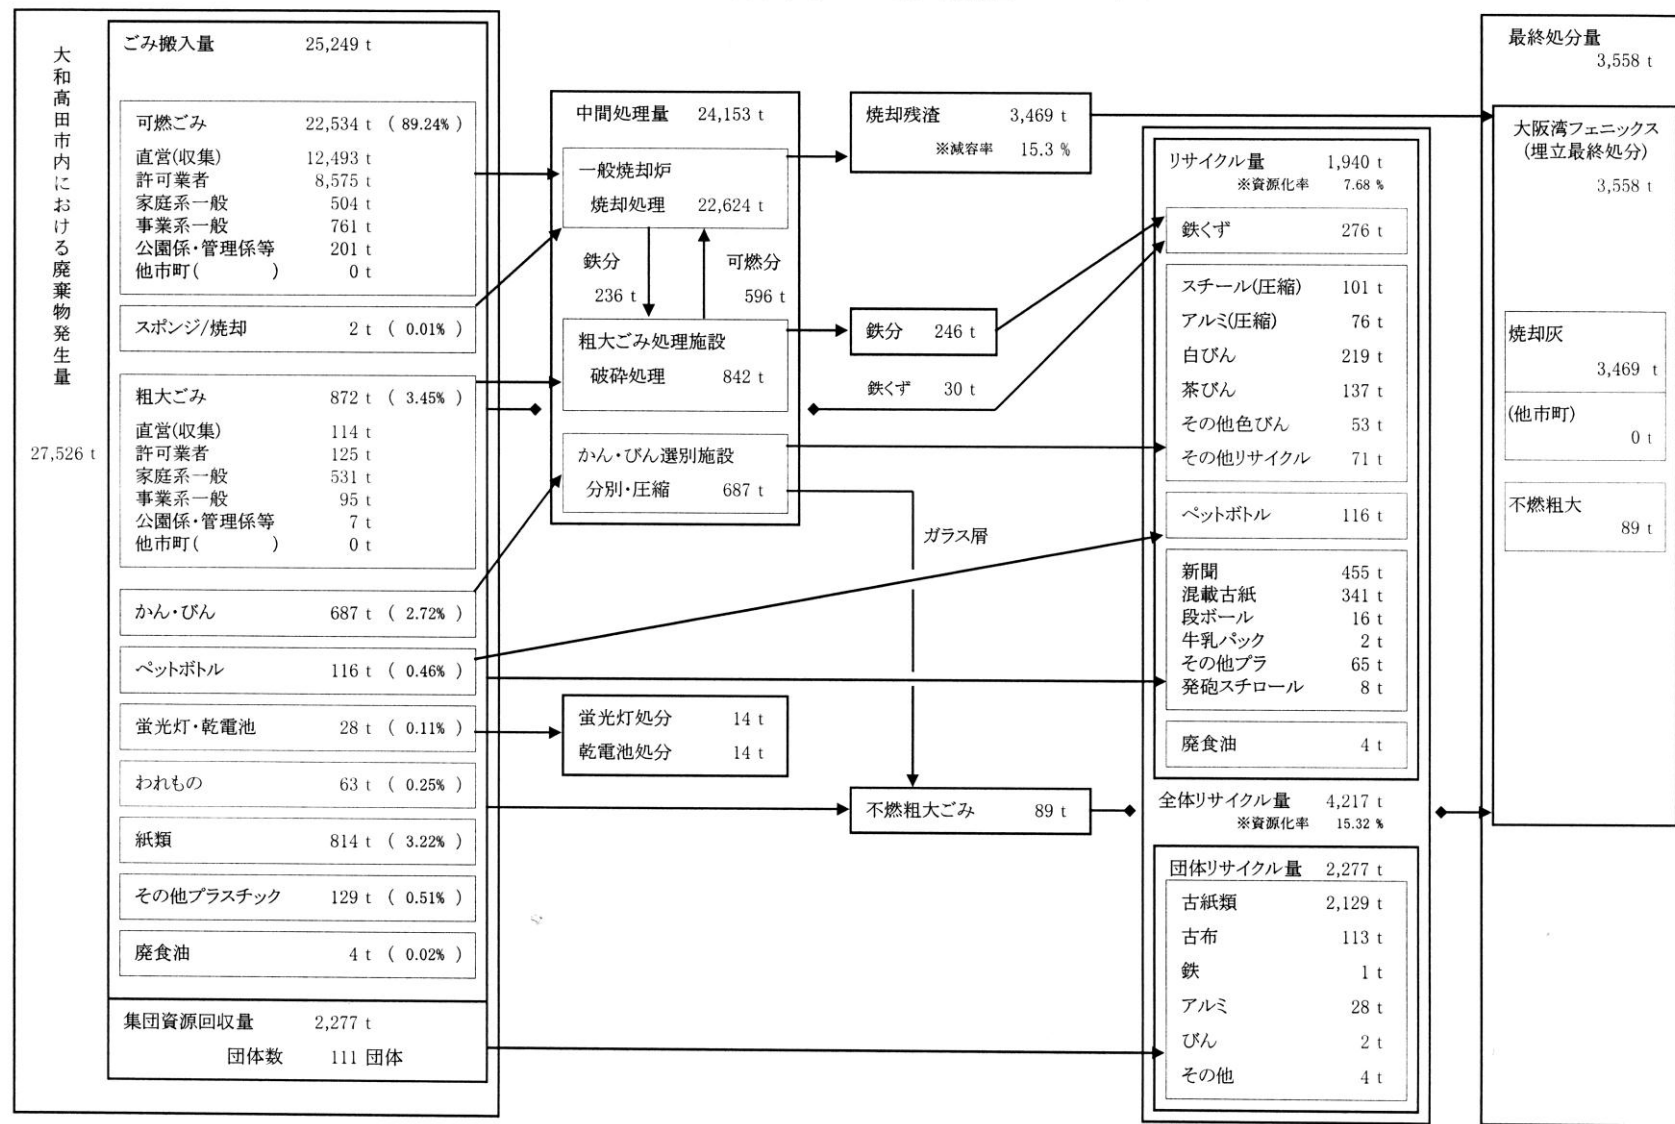 大和高田市内における廃棄物発生量
27,526 t
ごみ搬入量 25,249 t
可燃ごみ 22,534 t ( 89.24% )
直営(収集) 12,493 t
許可業者 8,575 t
家庭系一般 504 t
事業系一般 761 t
公園係・管理係等 201 t
他市町( ) 0 t
スポンジ/焼却 2 t ( 0.01% )
粗大ごみ 872 t ( 3.45% )
直営(収集) 114 t
許可業者 125 t
家庭系一般 531 t
事業系一般 95 t
公園係・管理係等 7 t
他市町( ) 0 t
かん・びん 687 t ( 2.72% )
ペットボトル 116 t ( 0.46% )
蛍光灯・乾電池 28 t ( 0.11% )
われもの 63 t ( 0.25% )
紙類 814 t ( 3.22% )
その他プラスチック 129 t ( 0.51% )
廃食油 4 t ( 0.02% )
集団資源回収量 2,277 t
団体数 111 団体
中間処理量 24,153 t
一般焼却炉
焼却処理 22,624 t
鉄分 可燃分
236 t 596 t
粗大ごみ処理施設
破砕処理 842 t
かん・びん選別施設
分別・圧縮 687 t
蛍光灯処分 14 t
乾電池処分 14 t
焼却残渣 3,469 t
※減容率 15.3 %
鉄分 246 t
鉄くず 30 t
ガラス屑
不燃粗大ごみ 89 t
リサイクル量 1,940 t
※資源化率 7.68 %
鉄くず 276 t
スチール(圧縮) 101 t
アルミ(圧縮) 76 t
白びん 219 t
茶びん 137 t
その他色びん 53 t
その他リサイクル 71 t
ペットボトル 116 t
新聞 455 t
混載古紙 341 t
段ボール 16 t
牛乳パック 2 t
その他プラ 65 t
発砲スチロール 8 t
廃食油 4 t
全体リサイクル量 4,217 t
※資源化率 15.32 %
団体リサイクル量 2,277 t
古紙類 2,129 t
古布 113 t
鉄 1 t
アルミ 28 t
びん 2 t
その他 4 t
最終処分量
3,558 t
大阪湾フェニックス
(埋立最終処分)
3,558 t
焼却灰
3,469 t
(他市町)
0 t
不燃粗大
89 t